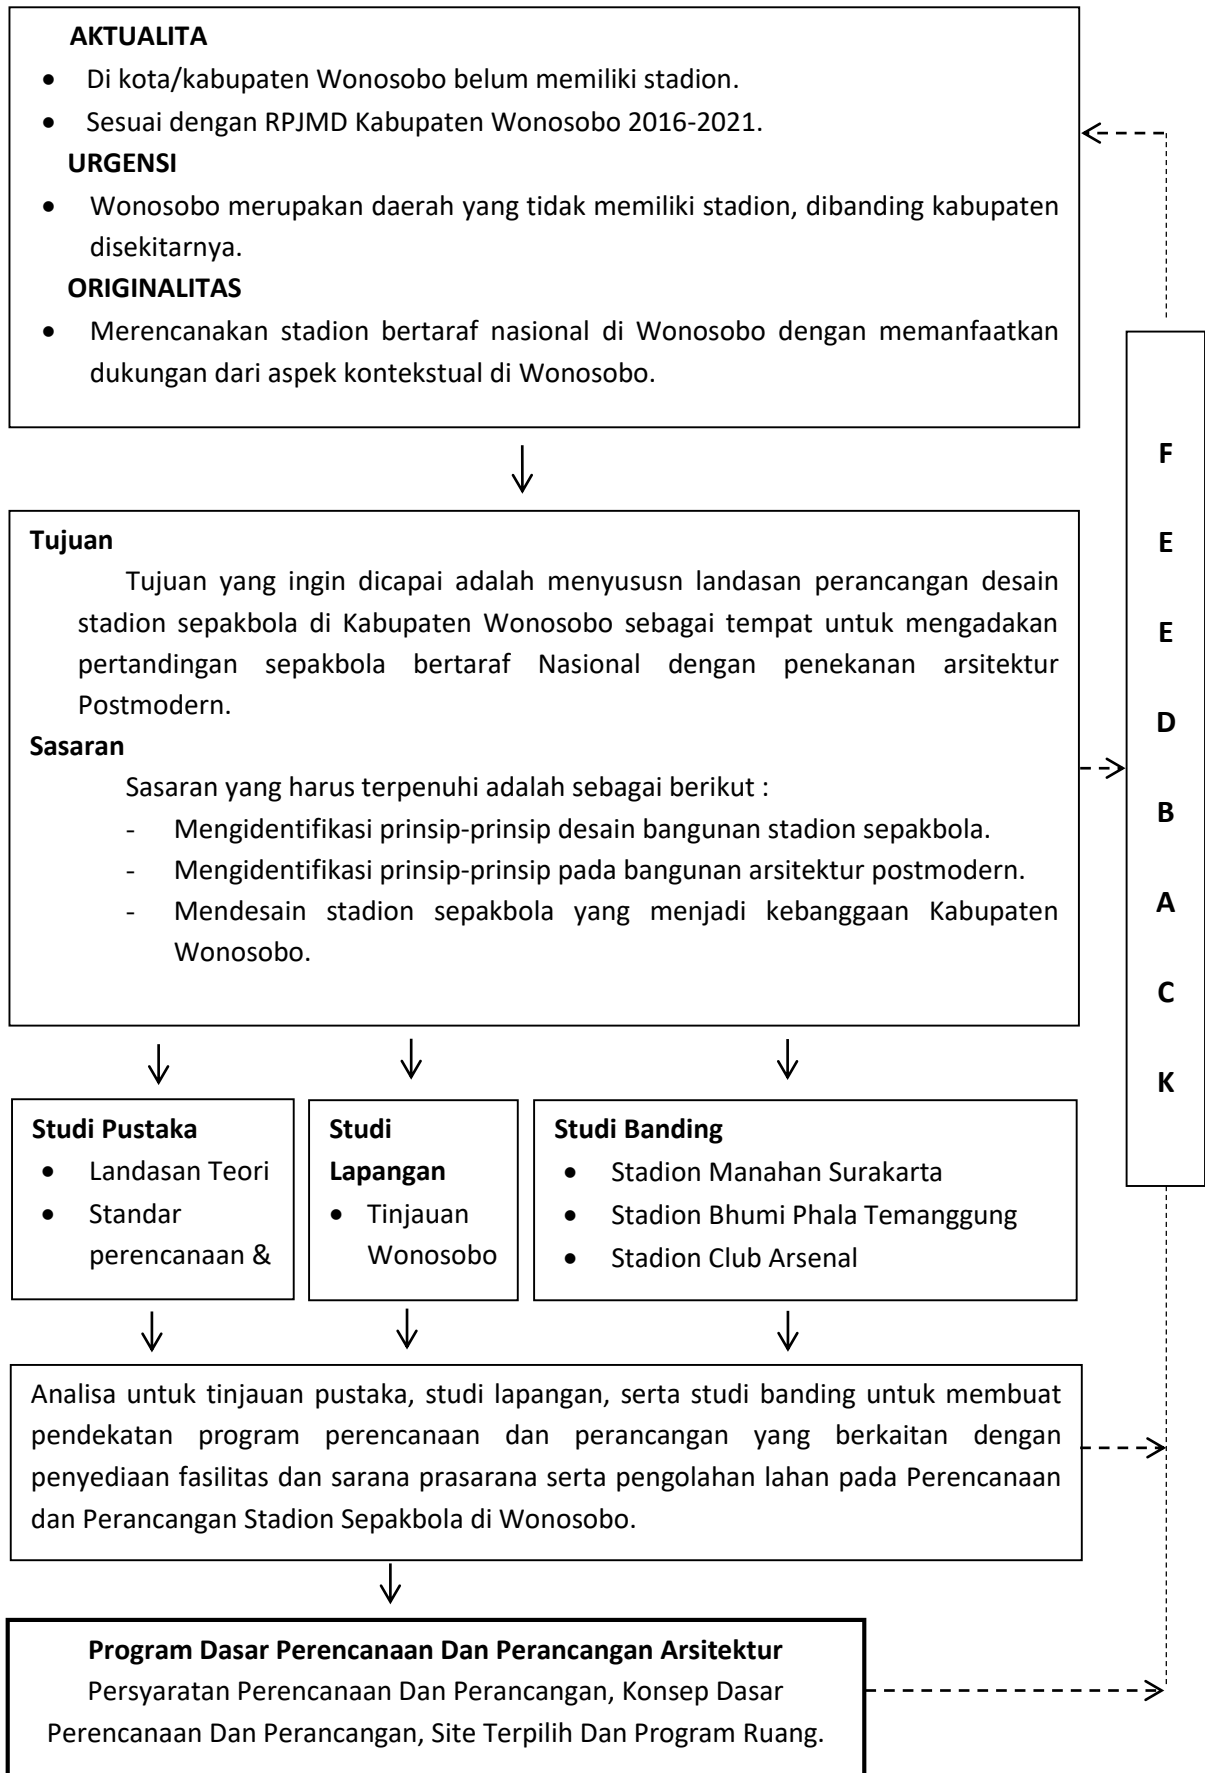 AKTUALITA
• Di kota/kabupaten Wonosobo belum memiliki stadion.
• Sesuai dengan RPJMD Kabupaten Wonosobo 2016-2021.
URGENSI
• Wonosobo merupakan daerah yang tidak memiliki stadion, dibanding kabupaten
disekitarnya.
ORIGINALITAS
• Merencanakan stadion bertaraf nasional di Wonosobo dengan memanfaatkan
dukungan dari aspek kontekstual di Wonosobo.
Tujuan
Tujuan yang ingin dicapai adalah menyususn landasan perancangan desain
stadion sepakbola di Kabupaten Wonosobo sebagai tempat untuk mengadakan
pertandingan sepakbola bertaraf Nasional dengan penekanan arsitektur
Postmodern.
Sasaran
Sasaran yang harus terpenuhi adalah sebagai berikut :
- Mengidentifikasi prinsip-prinsip desain bangunan stadion sepakbola.
- Mengidentifikasi prinsip-prinsip pada bangunan arsitektur postmodern.
- Mendesain stadion sepakbola yang menjadi kebanggaan Kabupaten
Wonosobo.
F
E
E
D
B
A
C
K
Studi Pustaka
• Landasan Teori
• Standar
perencanaan &
Studi
Lapangan
• Tinjauan
Wonosobo
Studi Banding
• Stadion Manahan Surakarta
• Stadion Bhumi Phala Temanggung
• Stadion Club Arsenal
Analisa untuk tinjauan pustaka, studi lapangan, serta studi banding untuk membuat
pendekatan program perencanaan dan perancangan yang berkaitan dengan
penyediaan fasilitas dan sarana prasarana serta pengolahan lahan pada Perencanaan
dan Perancangan Stadion Sepakbola di Wonosobo.
Program Dasar Perencanaan Dan Perancangan Arsitektur
Persyaratan Perencanaan Dan Perancangan, Konsep Dasar
Perencanaan Dan Perancangan, Site Terpilih Dan Program Ruang.